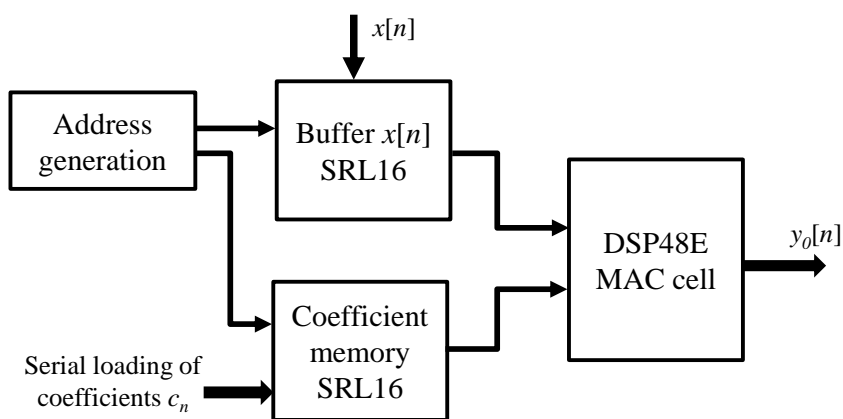 x[n]
Address
generation
Buffer x[n]
SRL16
DSP48E
MAC cell
y₀[n]
Coefficient
memory
SRL16
Serial loading of
coefficients cₙ